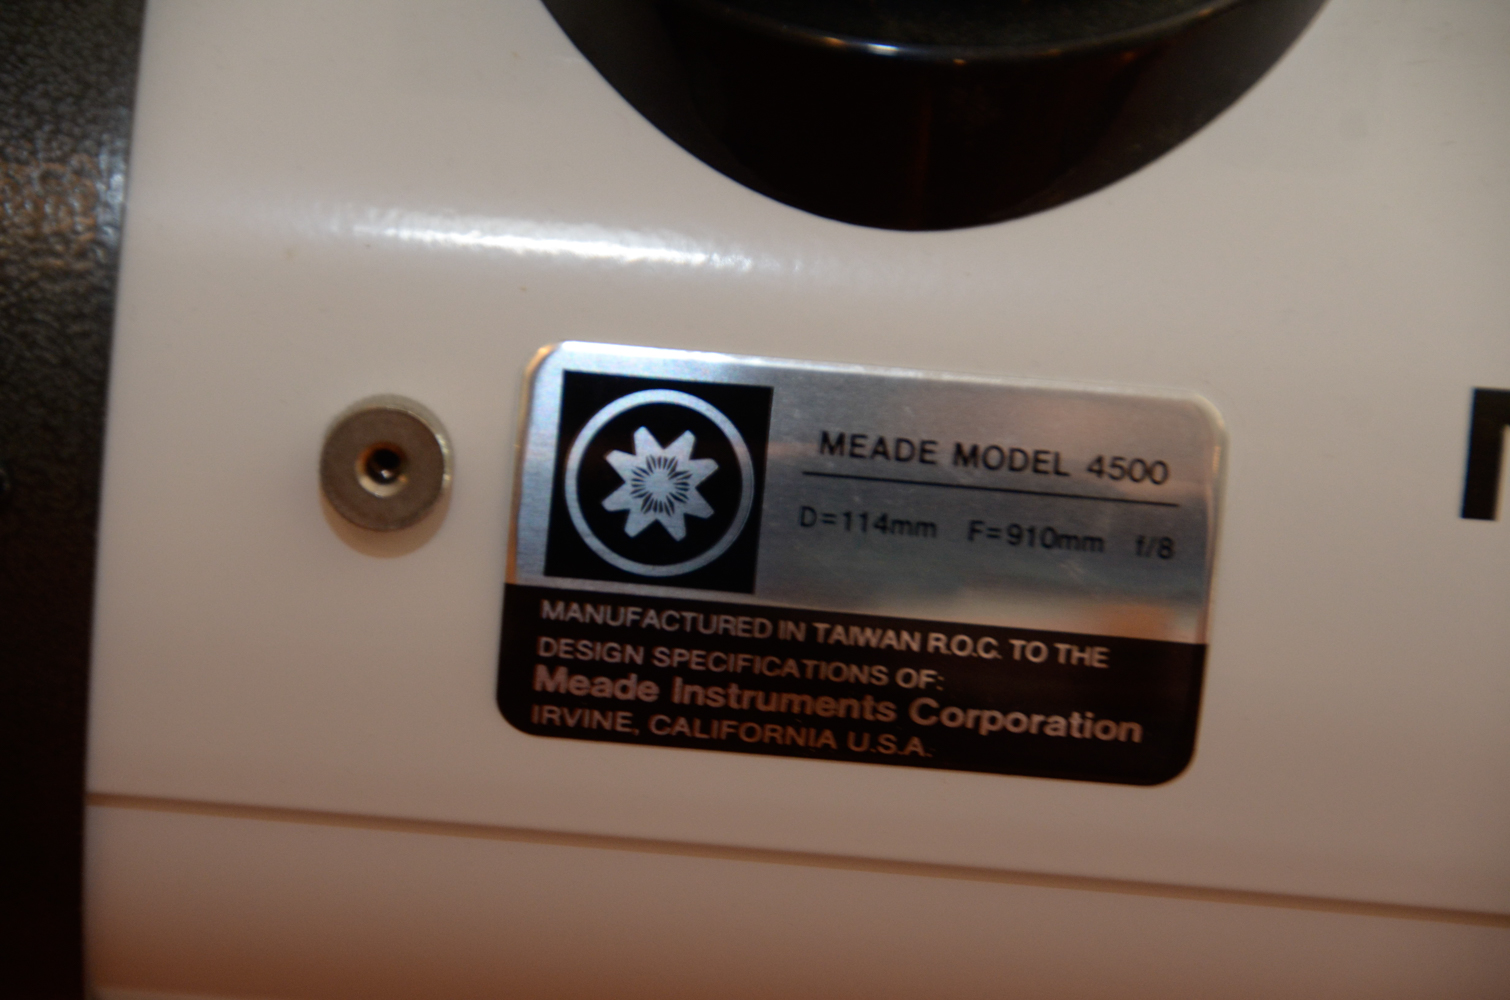 MEADE MODEL 4500
D=114mm F=910mm f/8
MANUFACTURED IN TAIWAN R.O.C. TO THE
DESIGN SPECIFICATIONS OF:
Meade Instruments Corporation
IRVINE, CALIFORNIA U.S.A.